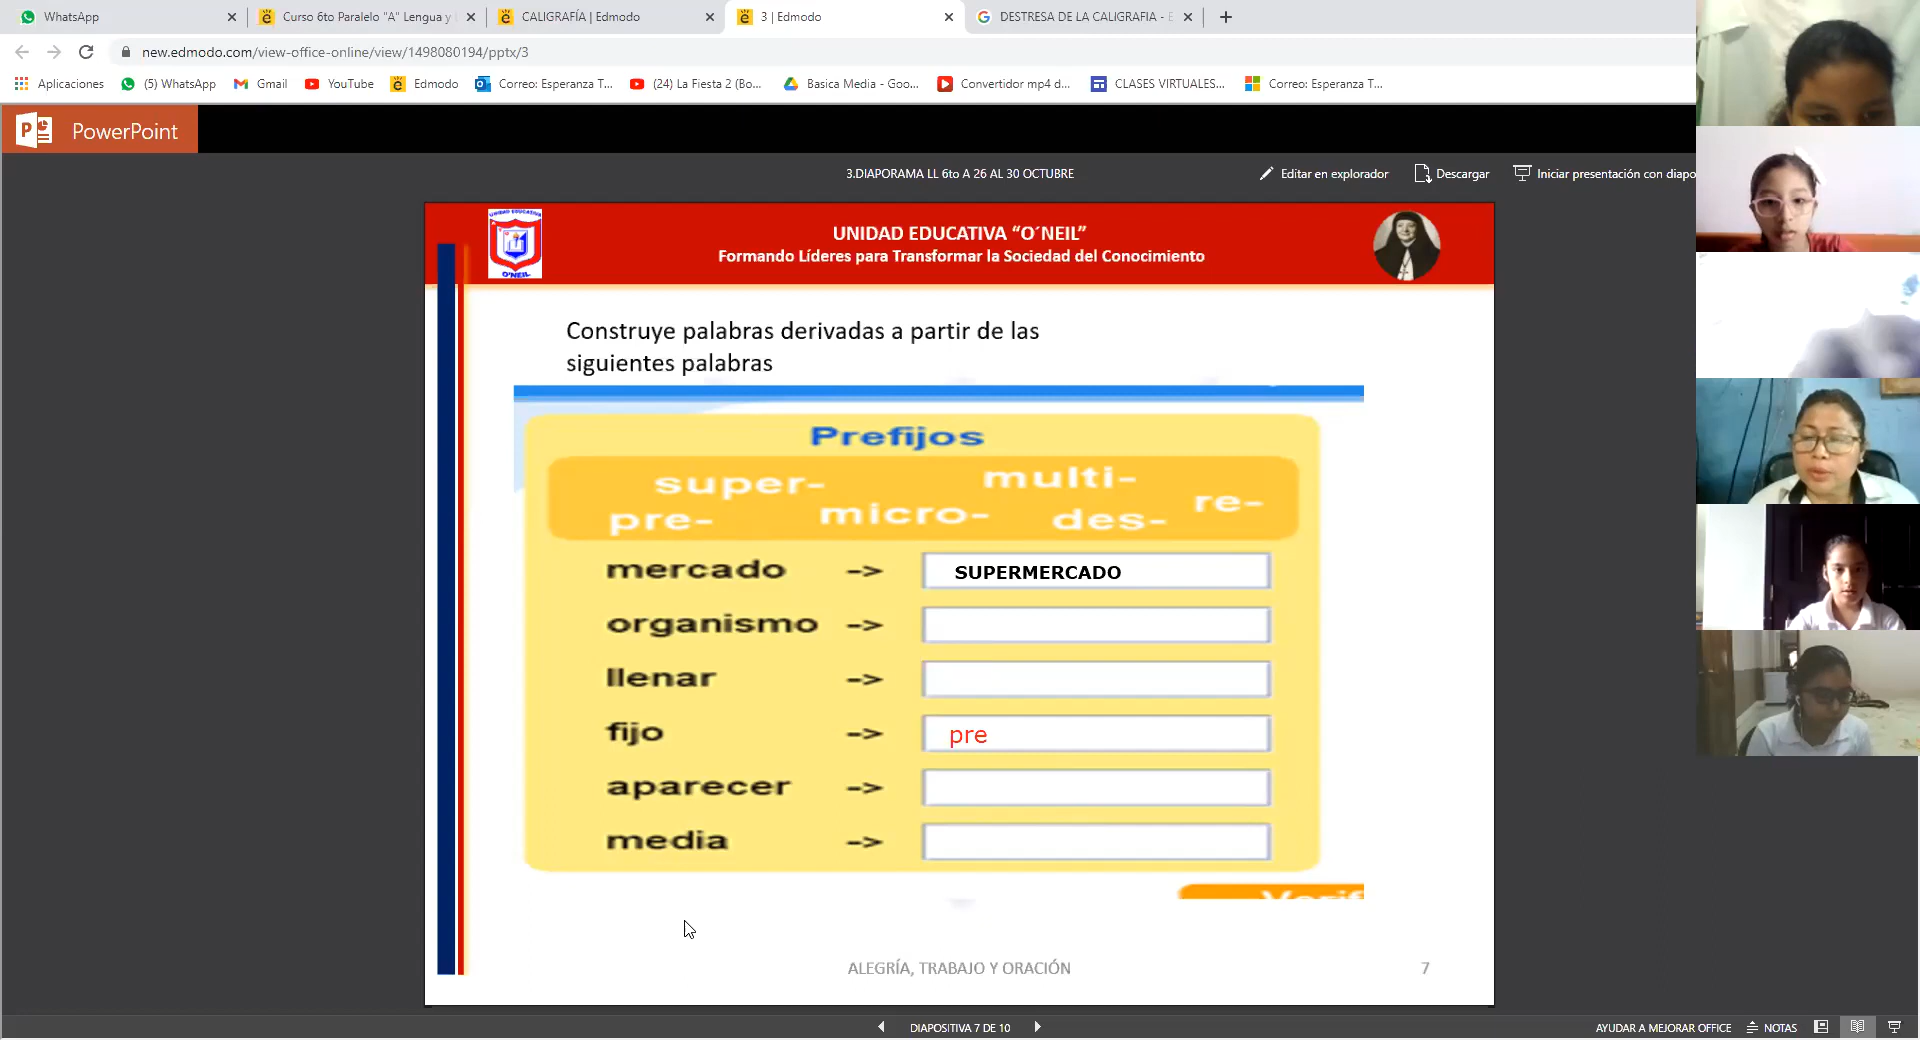 WhatsApp
Curso 6to Paralelo "A" Lengua y
CALIGRAFÍA | Edmodo
3 | Edmodo
DESTRESA DE LA CALIGRAFIA - E
new.edmodo.com/view-office-online/view/1498080194/pptx/3
Aplicaciones
(5) WhatsApp
Gmail
YouTube
Edmodo
Correo: Esperanza T...
(24) La Fiesta 2 (Bo...
Basica Media - Goo...
Convertidor mp4 d...
CLASES VIRTUALES...
Correo: Esperanza T...
PowerPoint
3.DIAPORAMA LL 6to A 26 AL 30 OCTUBRE
Editar en explorador
Descargar
Iniciar presentación con diapo
UNIDAD EDUCATIVA
O'NEIL
UNIDAD EDUCATIVA “O´NEIL”
Formando Líderes para Transformar la Sociedad del Conocimiento
Construye palabras derivadas a partir de las
siguientes palabras
Prefijos
super- multi-
pre- micro- des- re-
mercado -> SUPERMERCADO
organismo ->
llenar ->
fijo -> pre
aparecer ->
media ->
Verif
ALEGRÍA, TRABAJO Y ORACIÓN
7
DIAPOSITIVA 7 DE 10
AYUDAR A MEJORAR OFFICE
NOTAS